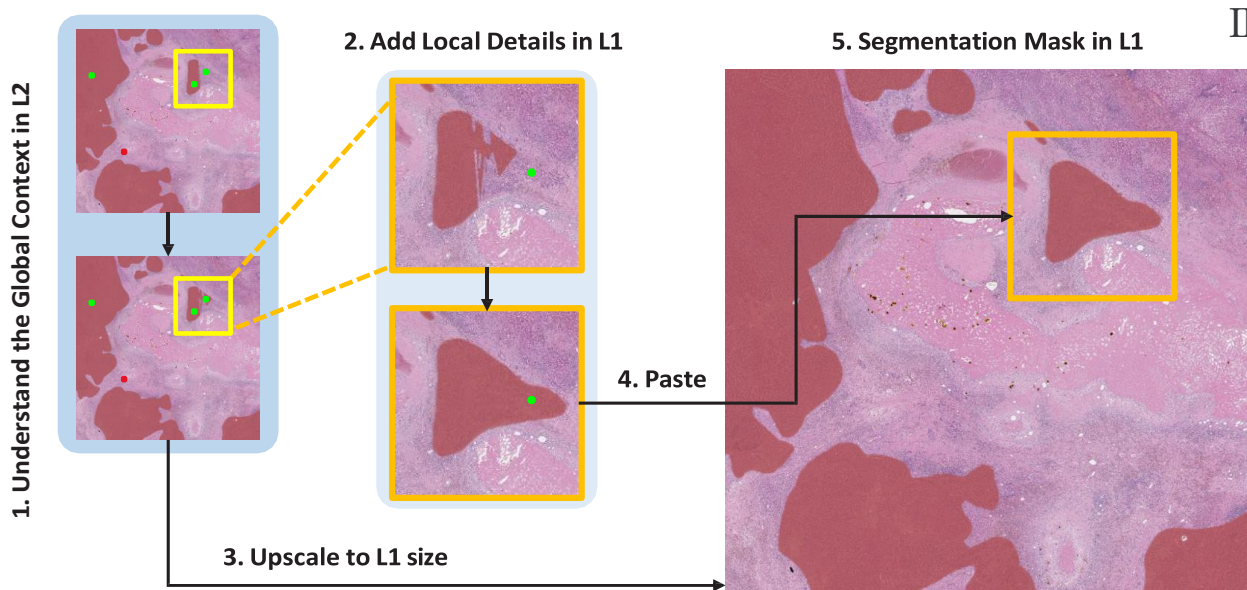 1. Understand the Global Context in L2
2. Add Local Details in L1
5. Segmentation Mask in L1
4. Paste
3. Upscale to L1 size